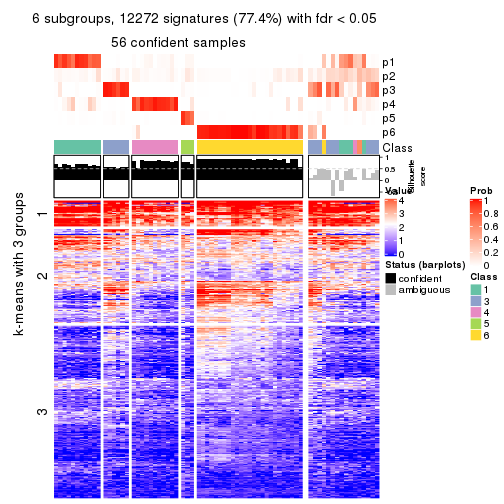 6 subgroups, 12272 signatures (77.4%) with fdr < 0.05
56 confident samples
p1
p2
p3
p4
p5
p6
Class
1
0.5
0
Silhouette
score
k-means with 3 groups
1
2
3
Value
4
3
2
1
0
Status (barplots)
confident
ambiguous
Prob
1
0.8
0.6
0.4
0.2
0
Class
1
3
4
5
6